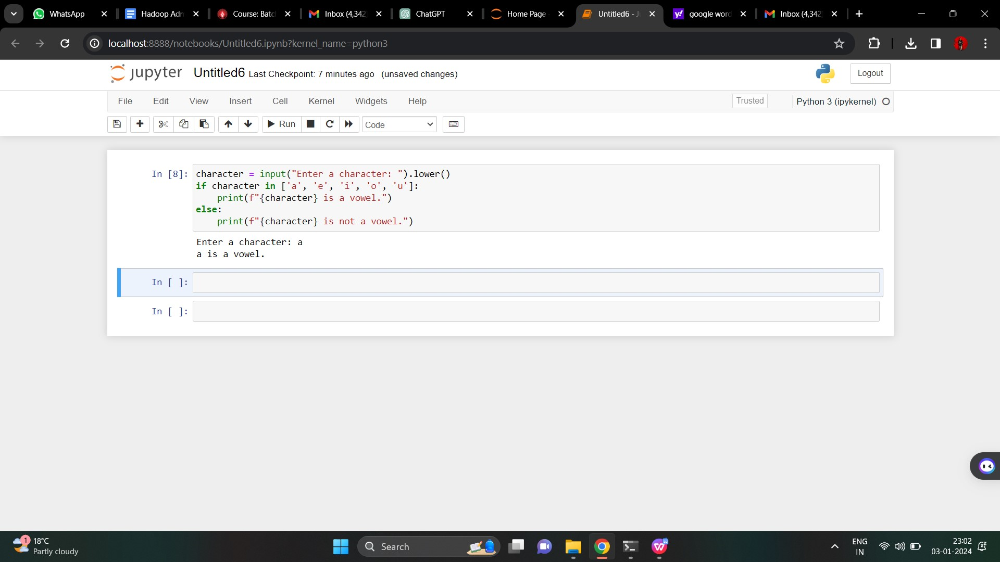 WhatsApp
Hadoop Adm
Course: Batc
Inbox (4,342
ChatGPT
Home Page
Untitled6 - J
google word
Inbox (4,342
localhost:8888/notebooks/Untitled6.ipynb?kernel_name=python3
jupyter Untitled6 Last Checkpoint: 7 minutes ago (unsaved changes)
Logout
File Edit View Insert Cell Kernel Widgets Help
Trusted
Python 3 (ipykernel)
Run
Code
In [8]: character = input("Enter a character: ").lower()
if character in ['a', 'e', 'i', 'o', 'u']:
    print(f"{character} is a vowel.")
else:
    print(f"{character} is not a vowel.")
Enter a character: a
a is a vowel.
In [ ]:
In [ ]:
1
18°C
Partly cloudy
Search
ENG
IN
23:02
03-01-2024